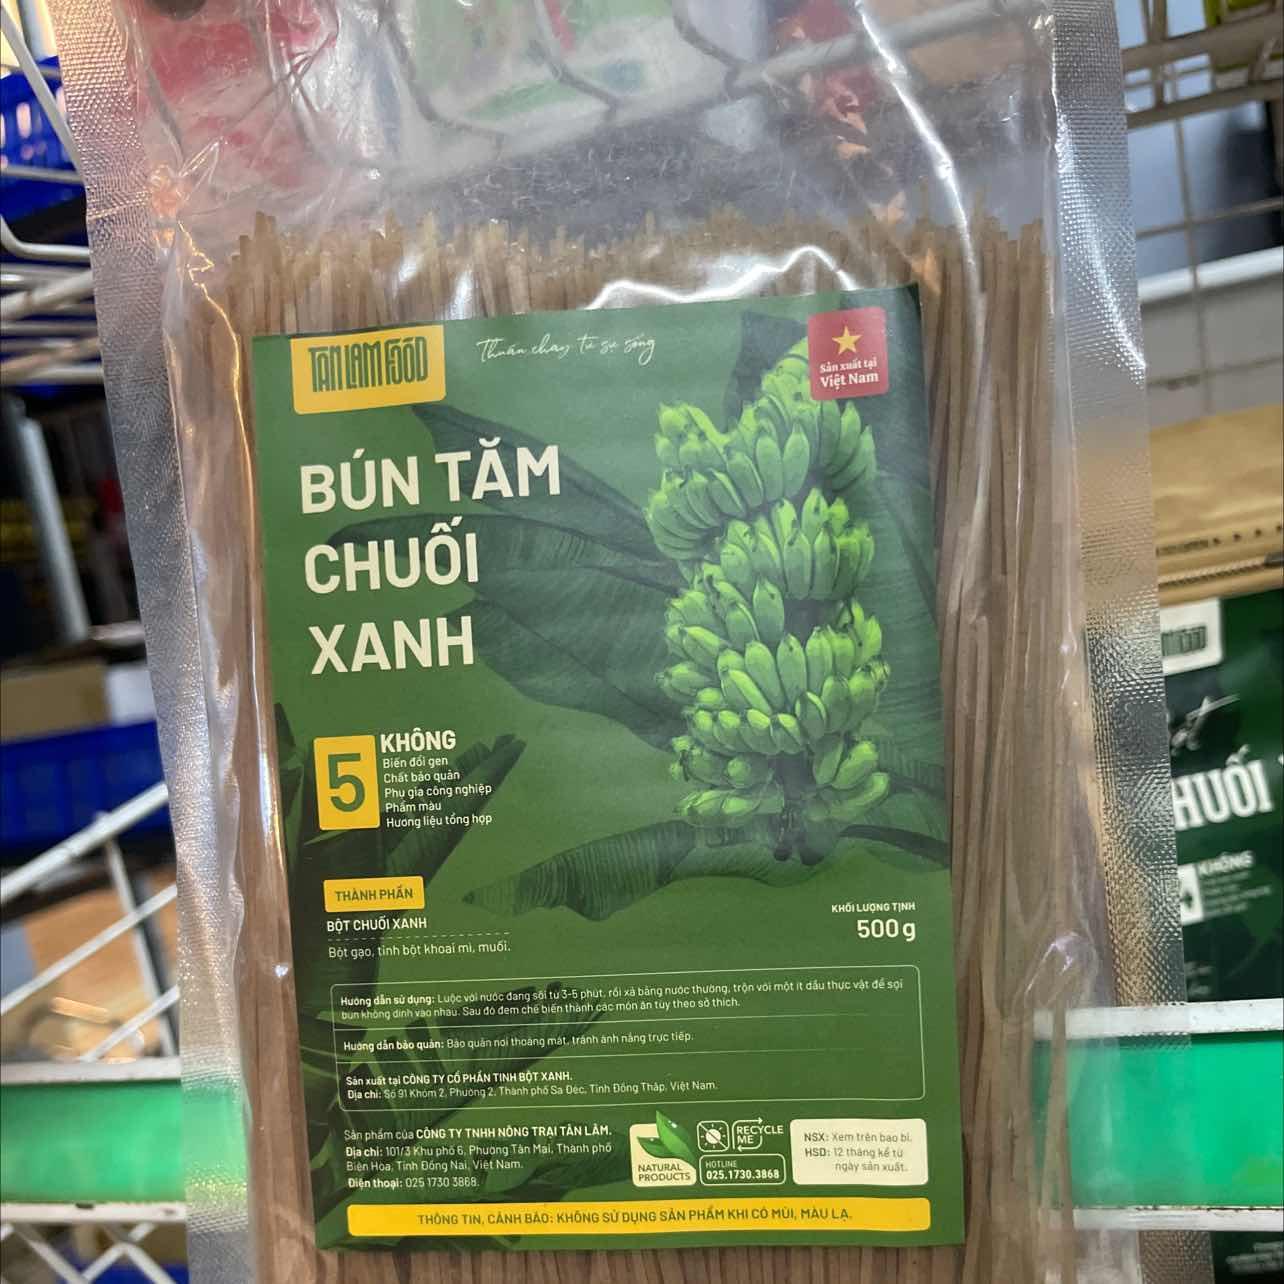 TÂN LAM FOOD
Thuần chay từ sự sống
Sản xuất tại
Việt Nam
BÚN TĂM
CHUỐI
XANH
5
KHÔNG
Biến đổi gen
Chất bảo quản
Phụ gia công nghiệp
Phẩm màu
Hương liệu tổng hợp
THÀNH PHẦN
BỘT CHUỐI XANH
Bột gạo, tinh bột khoai mì, muối.
KHỐI LƯỢNG TỊNH
500g
Hướng dẫn sử dụng: Luộc với nước đang sôi từ 3-5 phút, rồi xả bằng nước thường, trộn với một ít dầu thực vật để sợi
bún không dính vào nhau. Sau đó đem chế biến thành các món ăn tùy theo sở thích.
Hướng dẫn bảo quản: Bảo quản nơi thoáng mát, tránh ánh nắng trực tiếp.
Sản xuất tại CÔNG TY CỔ PHẦN TINH BỘT XANH.
Địa chỉ: Số 91 Khóm 2, Phường 2, Thành phố Sa Đéc, Tỉnh Đồng Tháp, Việt Nam.
Sản phẩm của CÔNG TY TNHH NÔNG TRẠI TÂN LÂM.
Địa chỉ: 101/3 Khu phố 6, Phường Tân Mai, Thành phố
Biên Hòa, Tỉnh Đồng Nai, Việt Nam.
Điện thoại: 025 1730 3868.
NATURAL
PRODUCTS
RECYCLE
ME
HOTLINE
025.1730.3868
NSX: Xem trên bao bì.
HSD: 12 tháng kể từ
ngày sản xuất.
THÔNG TIN, CẢNH BÁO: KHÔNG SỬ DỤNG SẢN PHẨM KHI CÓ MÙI, MÀU LẠ.
HUỐI
KHÔNG